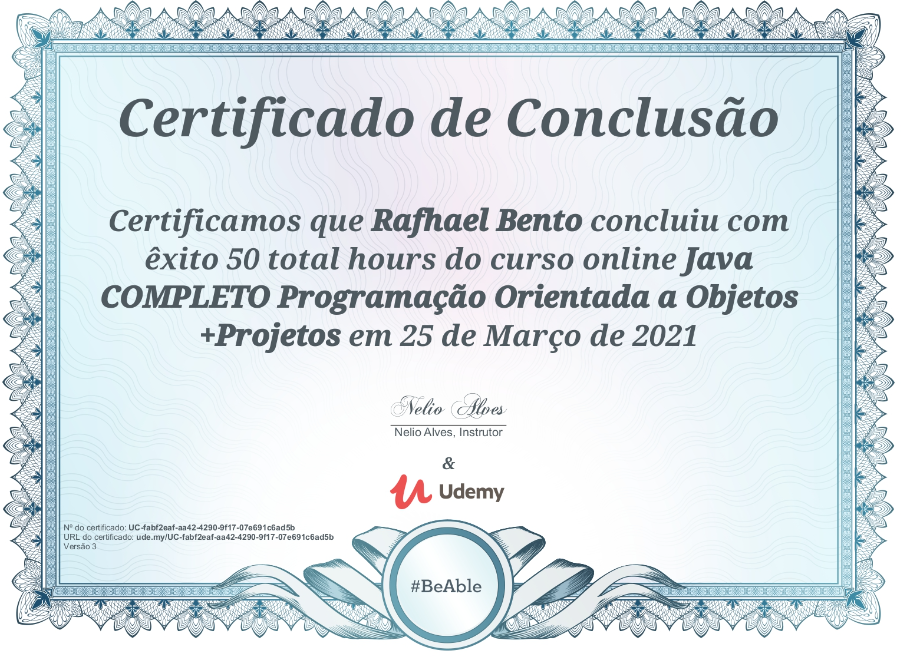 Certificado de Conclusão
Certificamos que Rafhael Bento concluiu com
êxito 50 total hours do curso online Java
COMPLETO Programação Orientada a Objetos
+Projetos em 25 de Março de 2021
Nelio Alves
Nelio Alves, Instrutor
&
Udemy
Nº do certificado: UC-fabf2eaf-aa42-4290-9f17-07e691c6ad5b
URL do certificado: ude.my/UC-fabf2eaf-aa42-4290-9f17-07e691c6ad5b
Versão 3
#BeAble